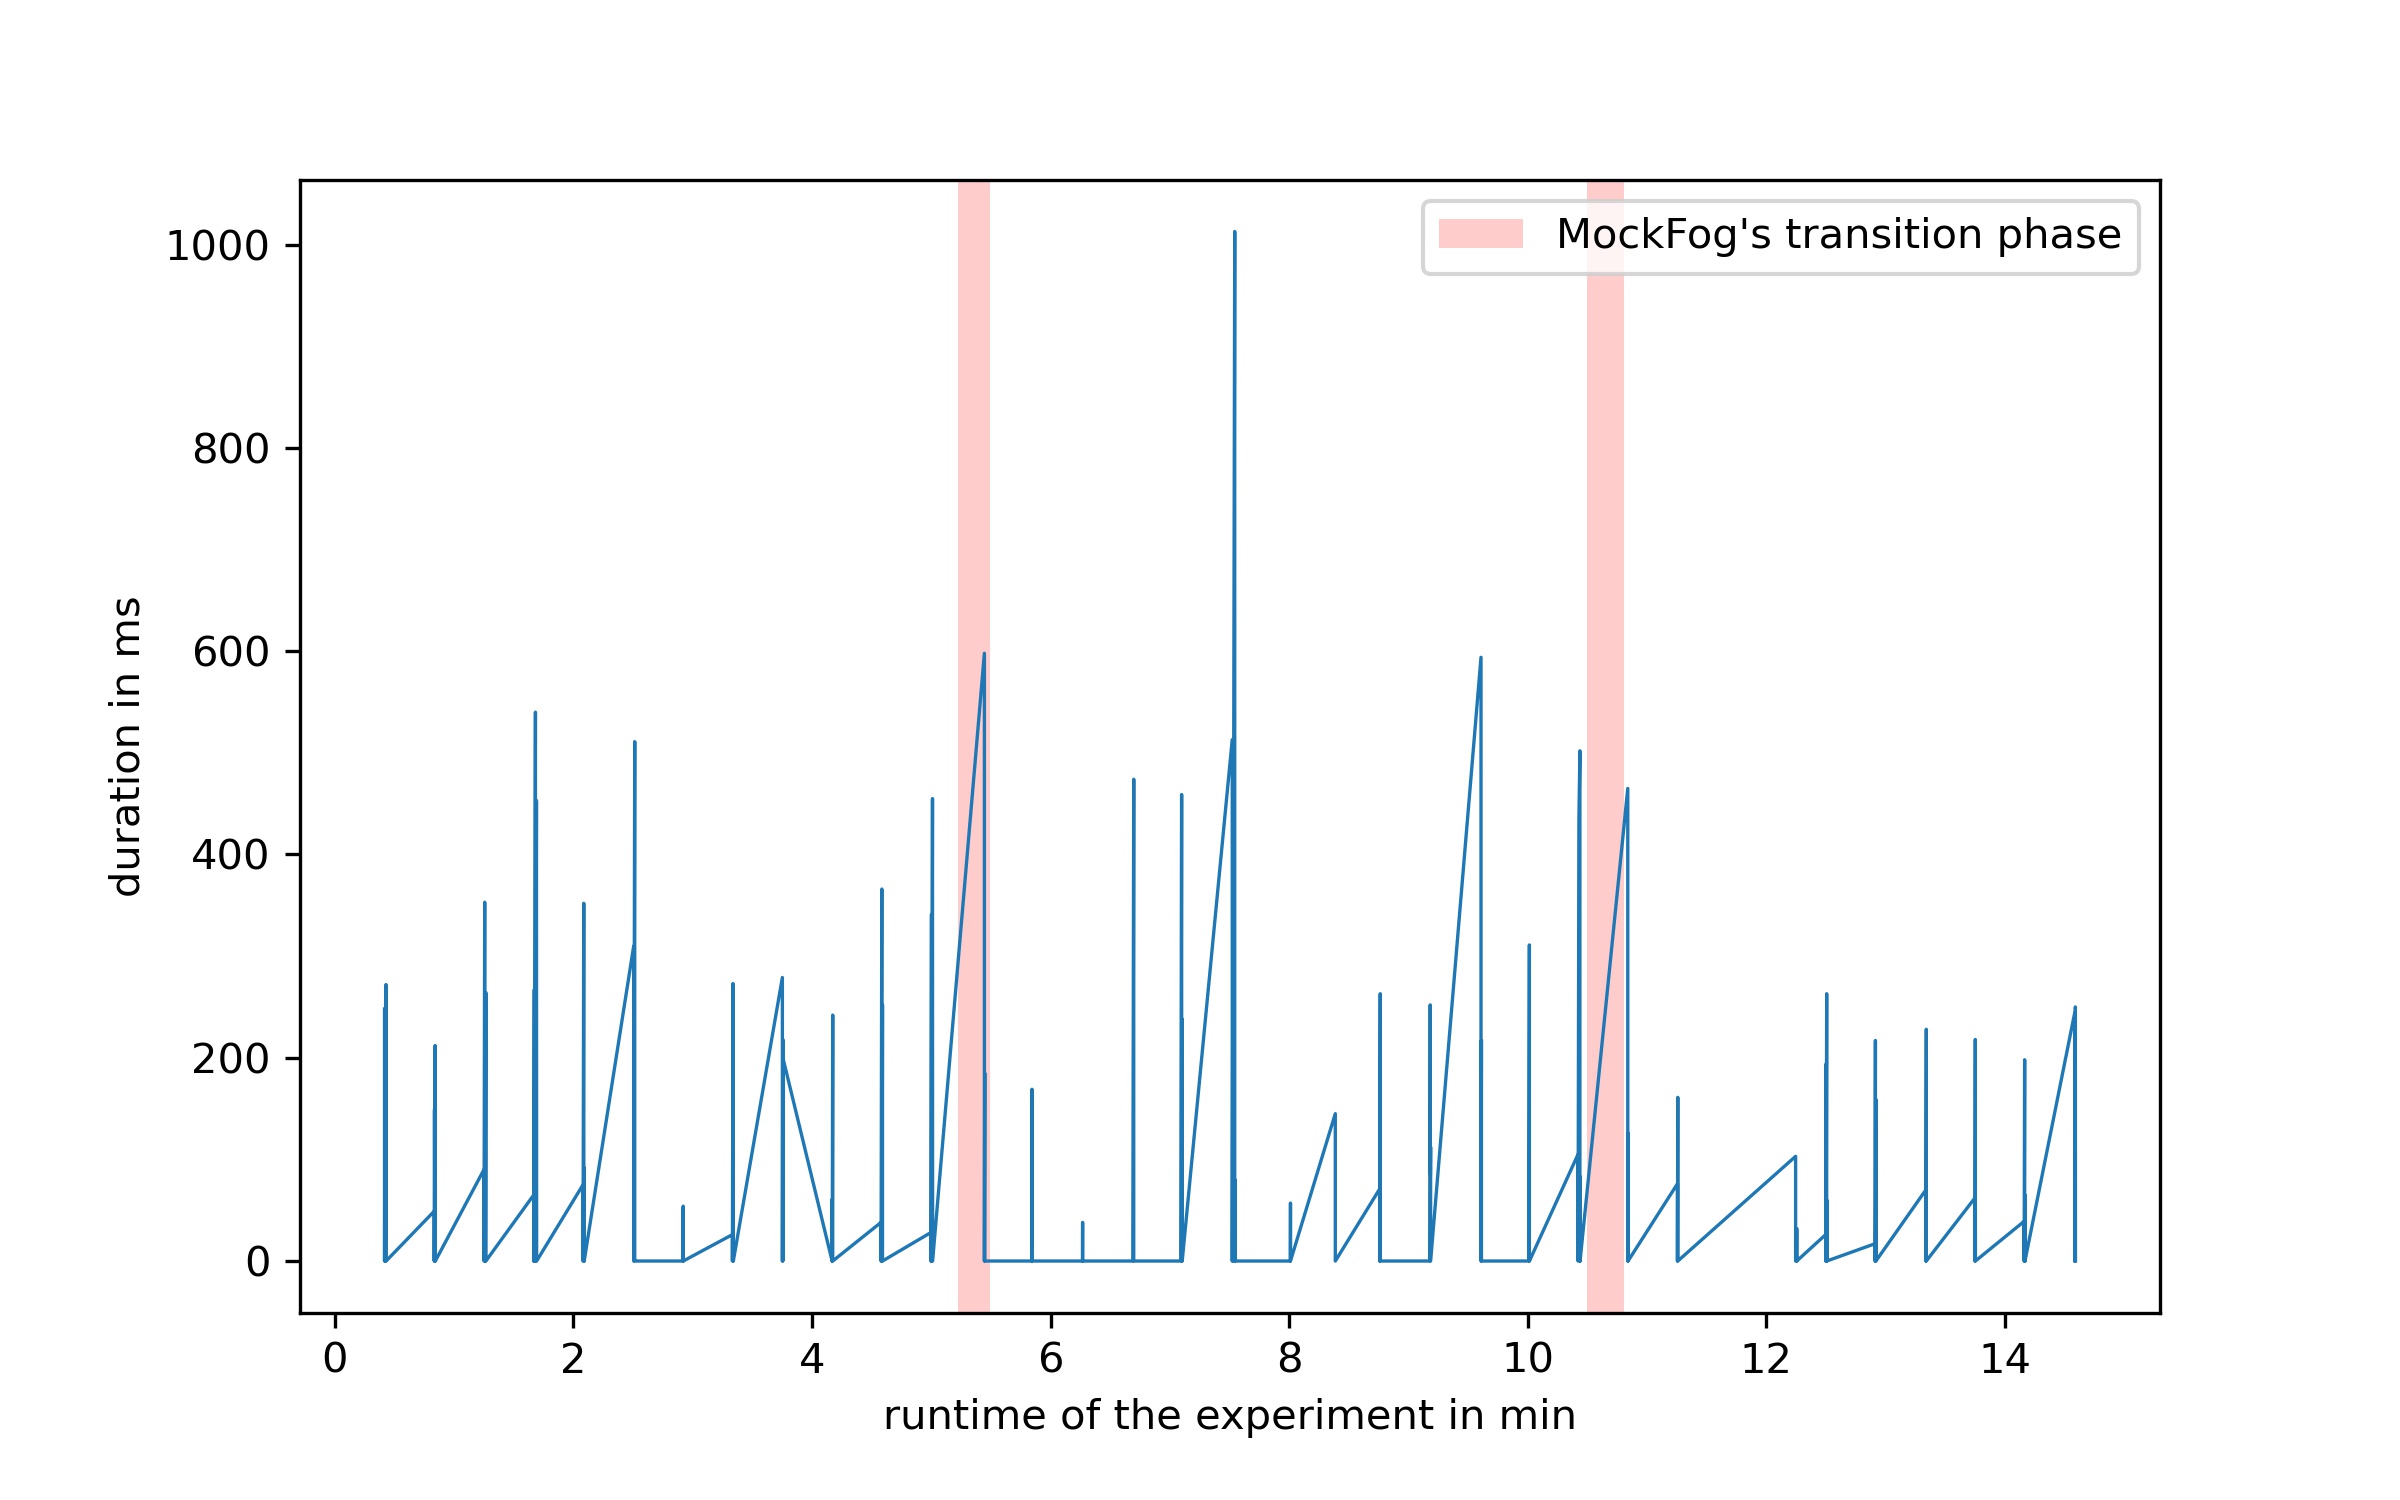 MockFog's transition phase
1000
800
600
400
200
0
duration in ms
0 2 4 6 8 10 12 14
runtime of the experiment in min